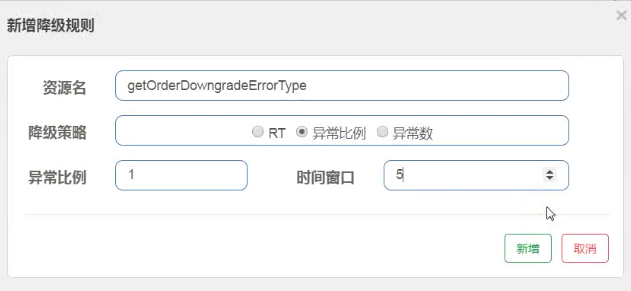 新增降级规则
×
资源名 getOrderDowngradeErrorType
降级策略 RT 异常比例 异常数
异常比例 1 时间窗口 5
新增 取消